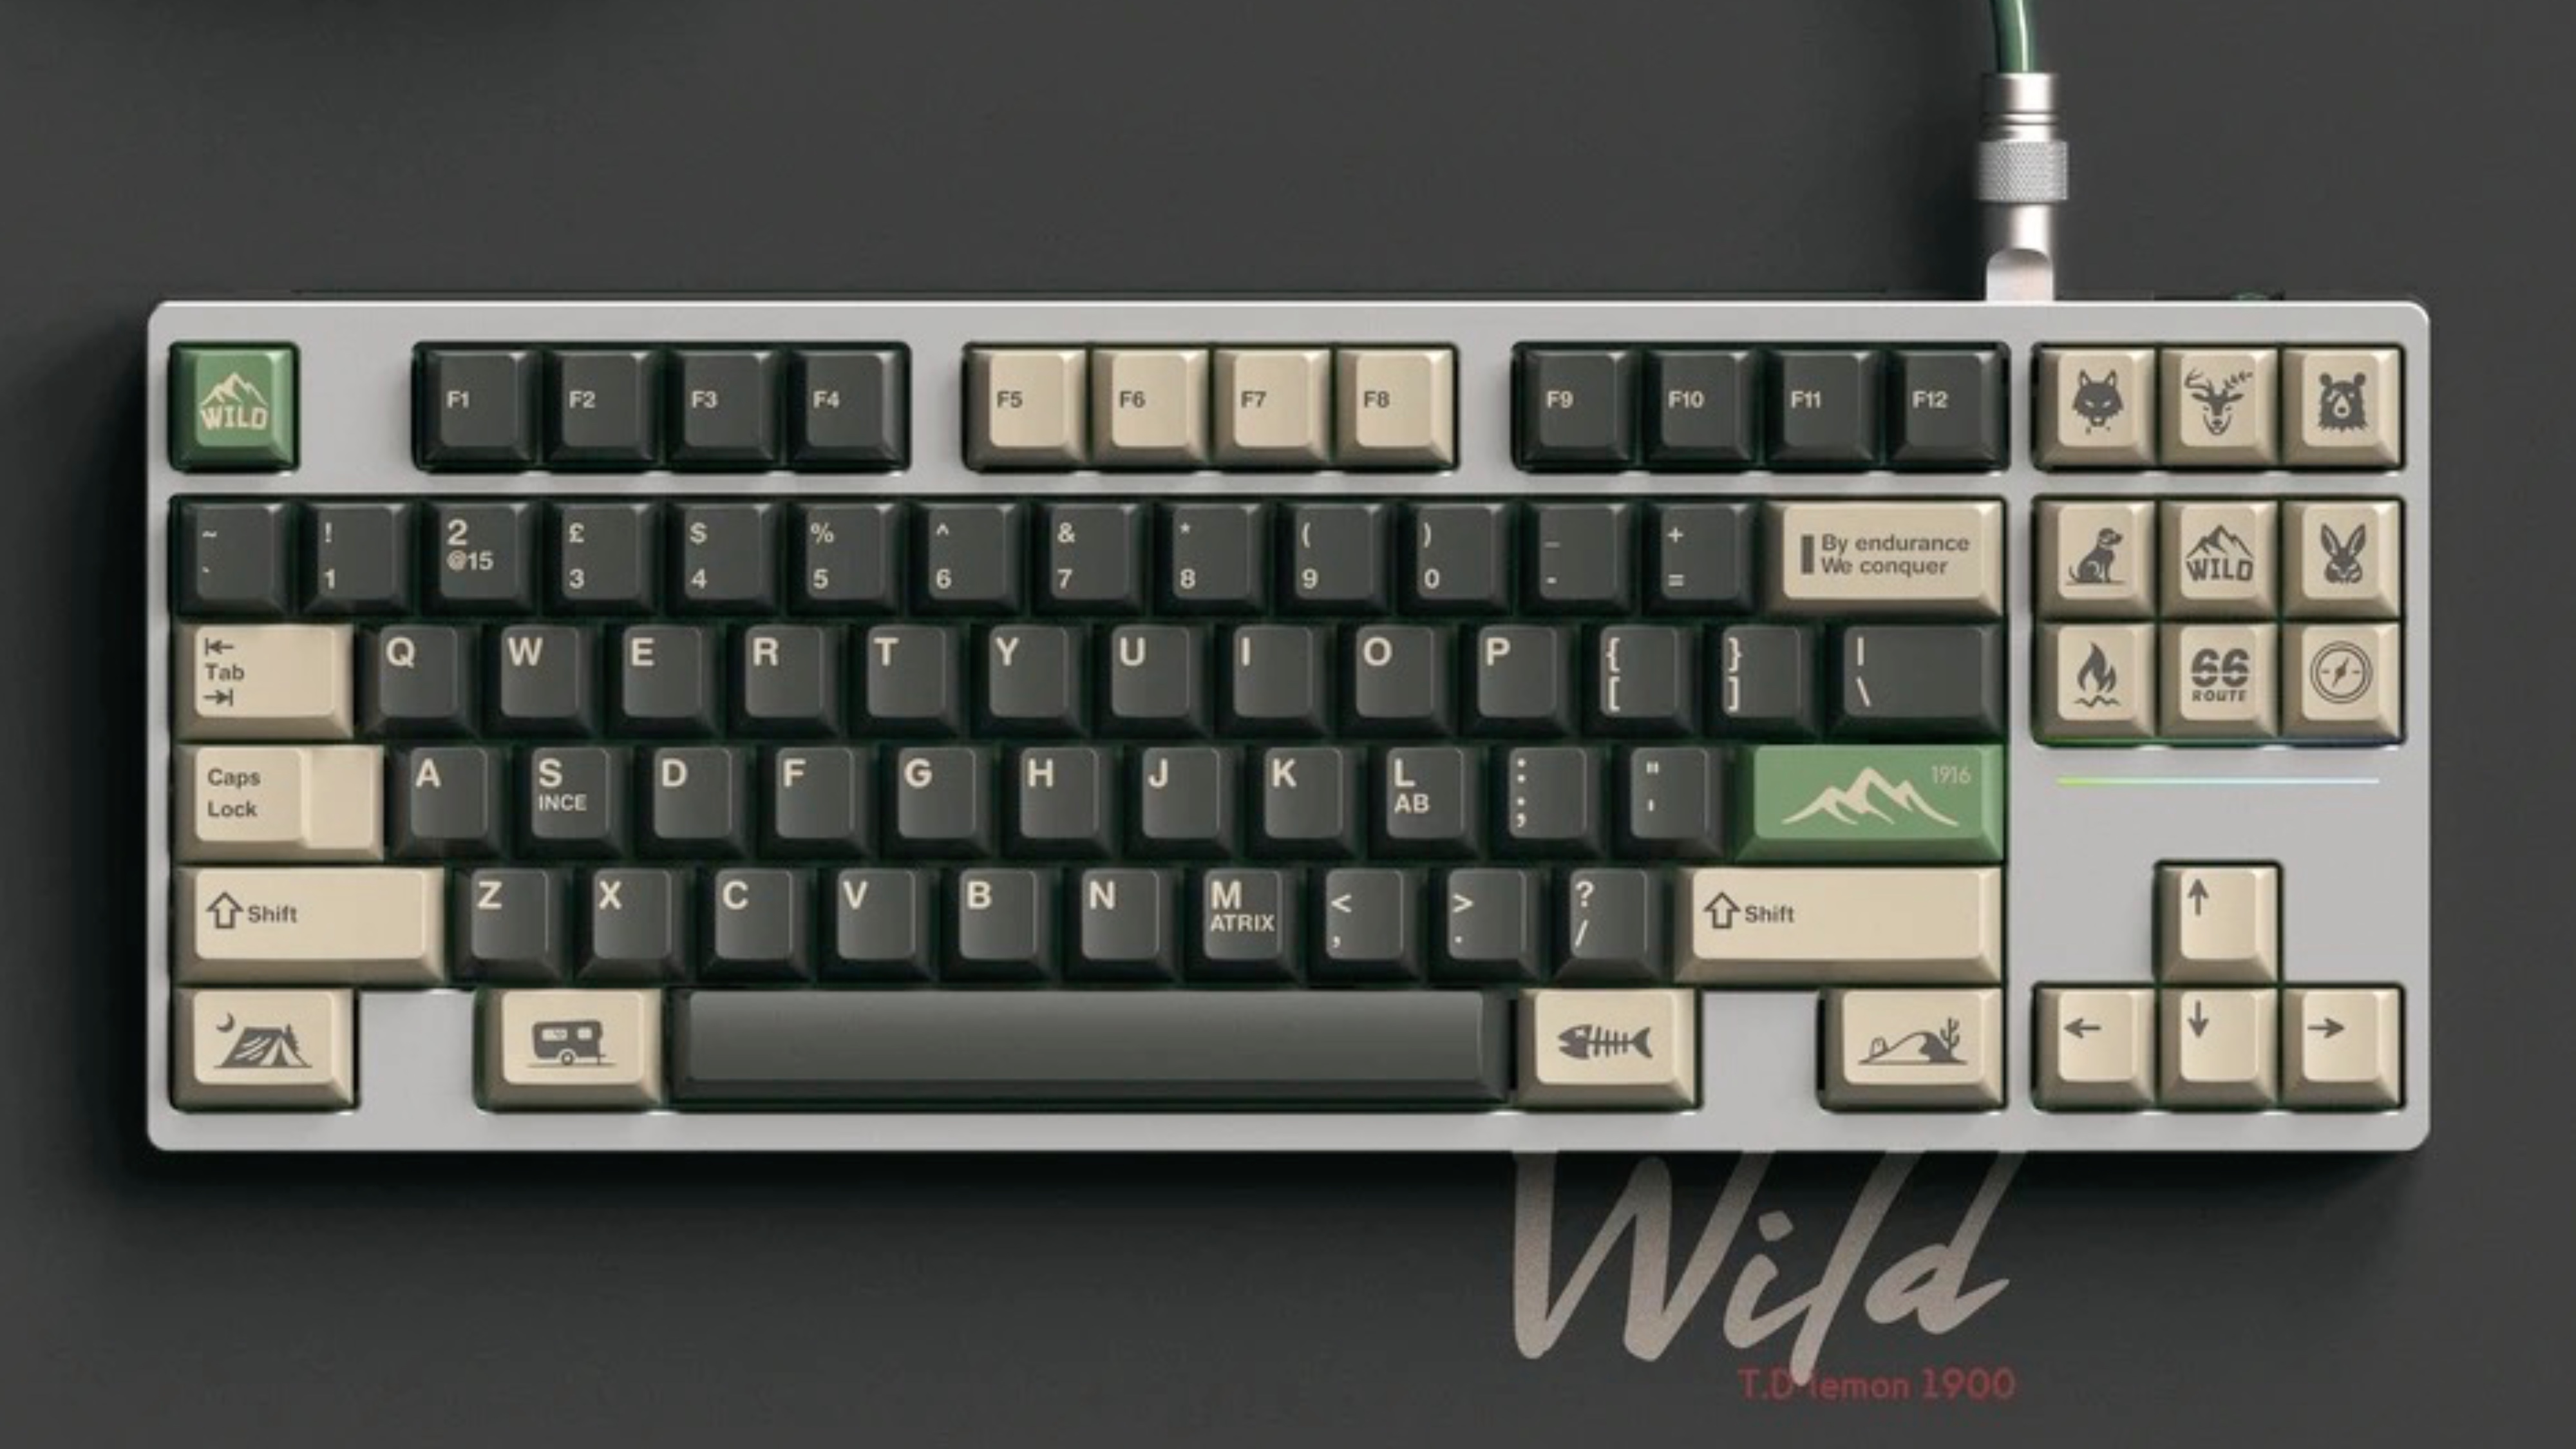 WILD
F1 F2 F3 F4 F5 F6 F7 F8 F9 F10 F11 F12
~ ! 2 £ $ % ^ & * ( ) _ +
` 1 @15 3 4 5 6 7 8 9 0 - =
By endurance
We conquer
WILD
Tab
Q W E R T Y U I O P { } |
[ ] \
66
ROUTE
Caps
Lock
A S D F G H J K L : "
INCE AB ; '
1916
Shift
Z X C V B N M < > ?
ATRIX , . /
Shift
Wild
T.D lemon 1900